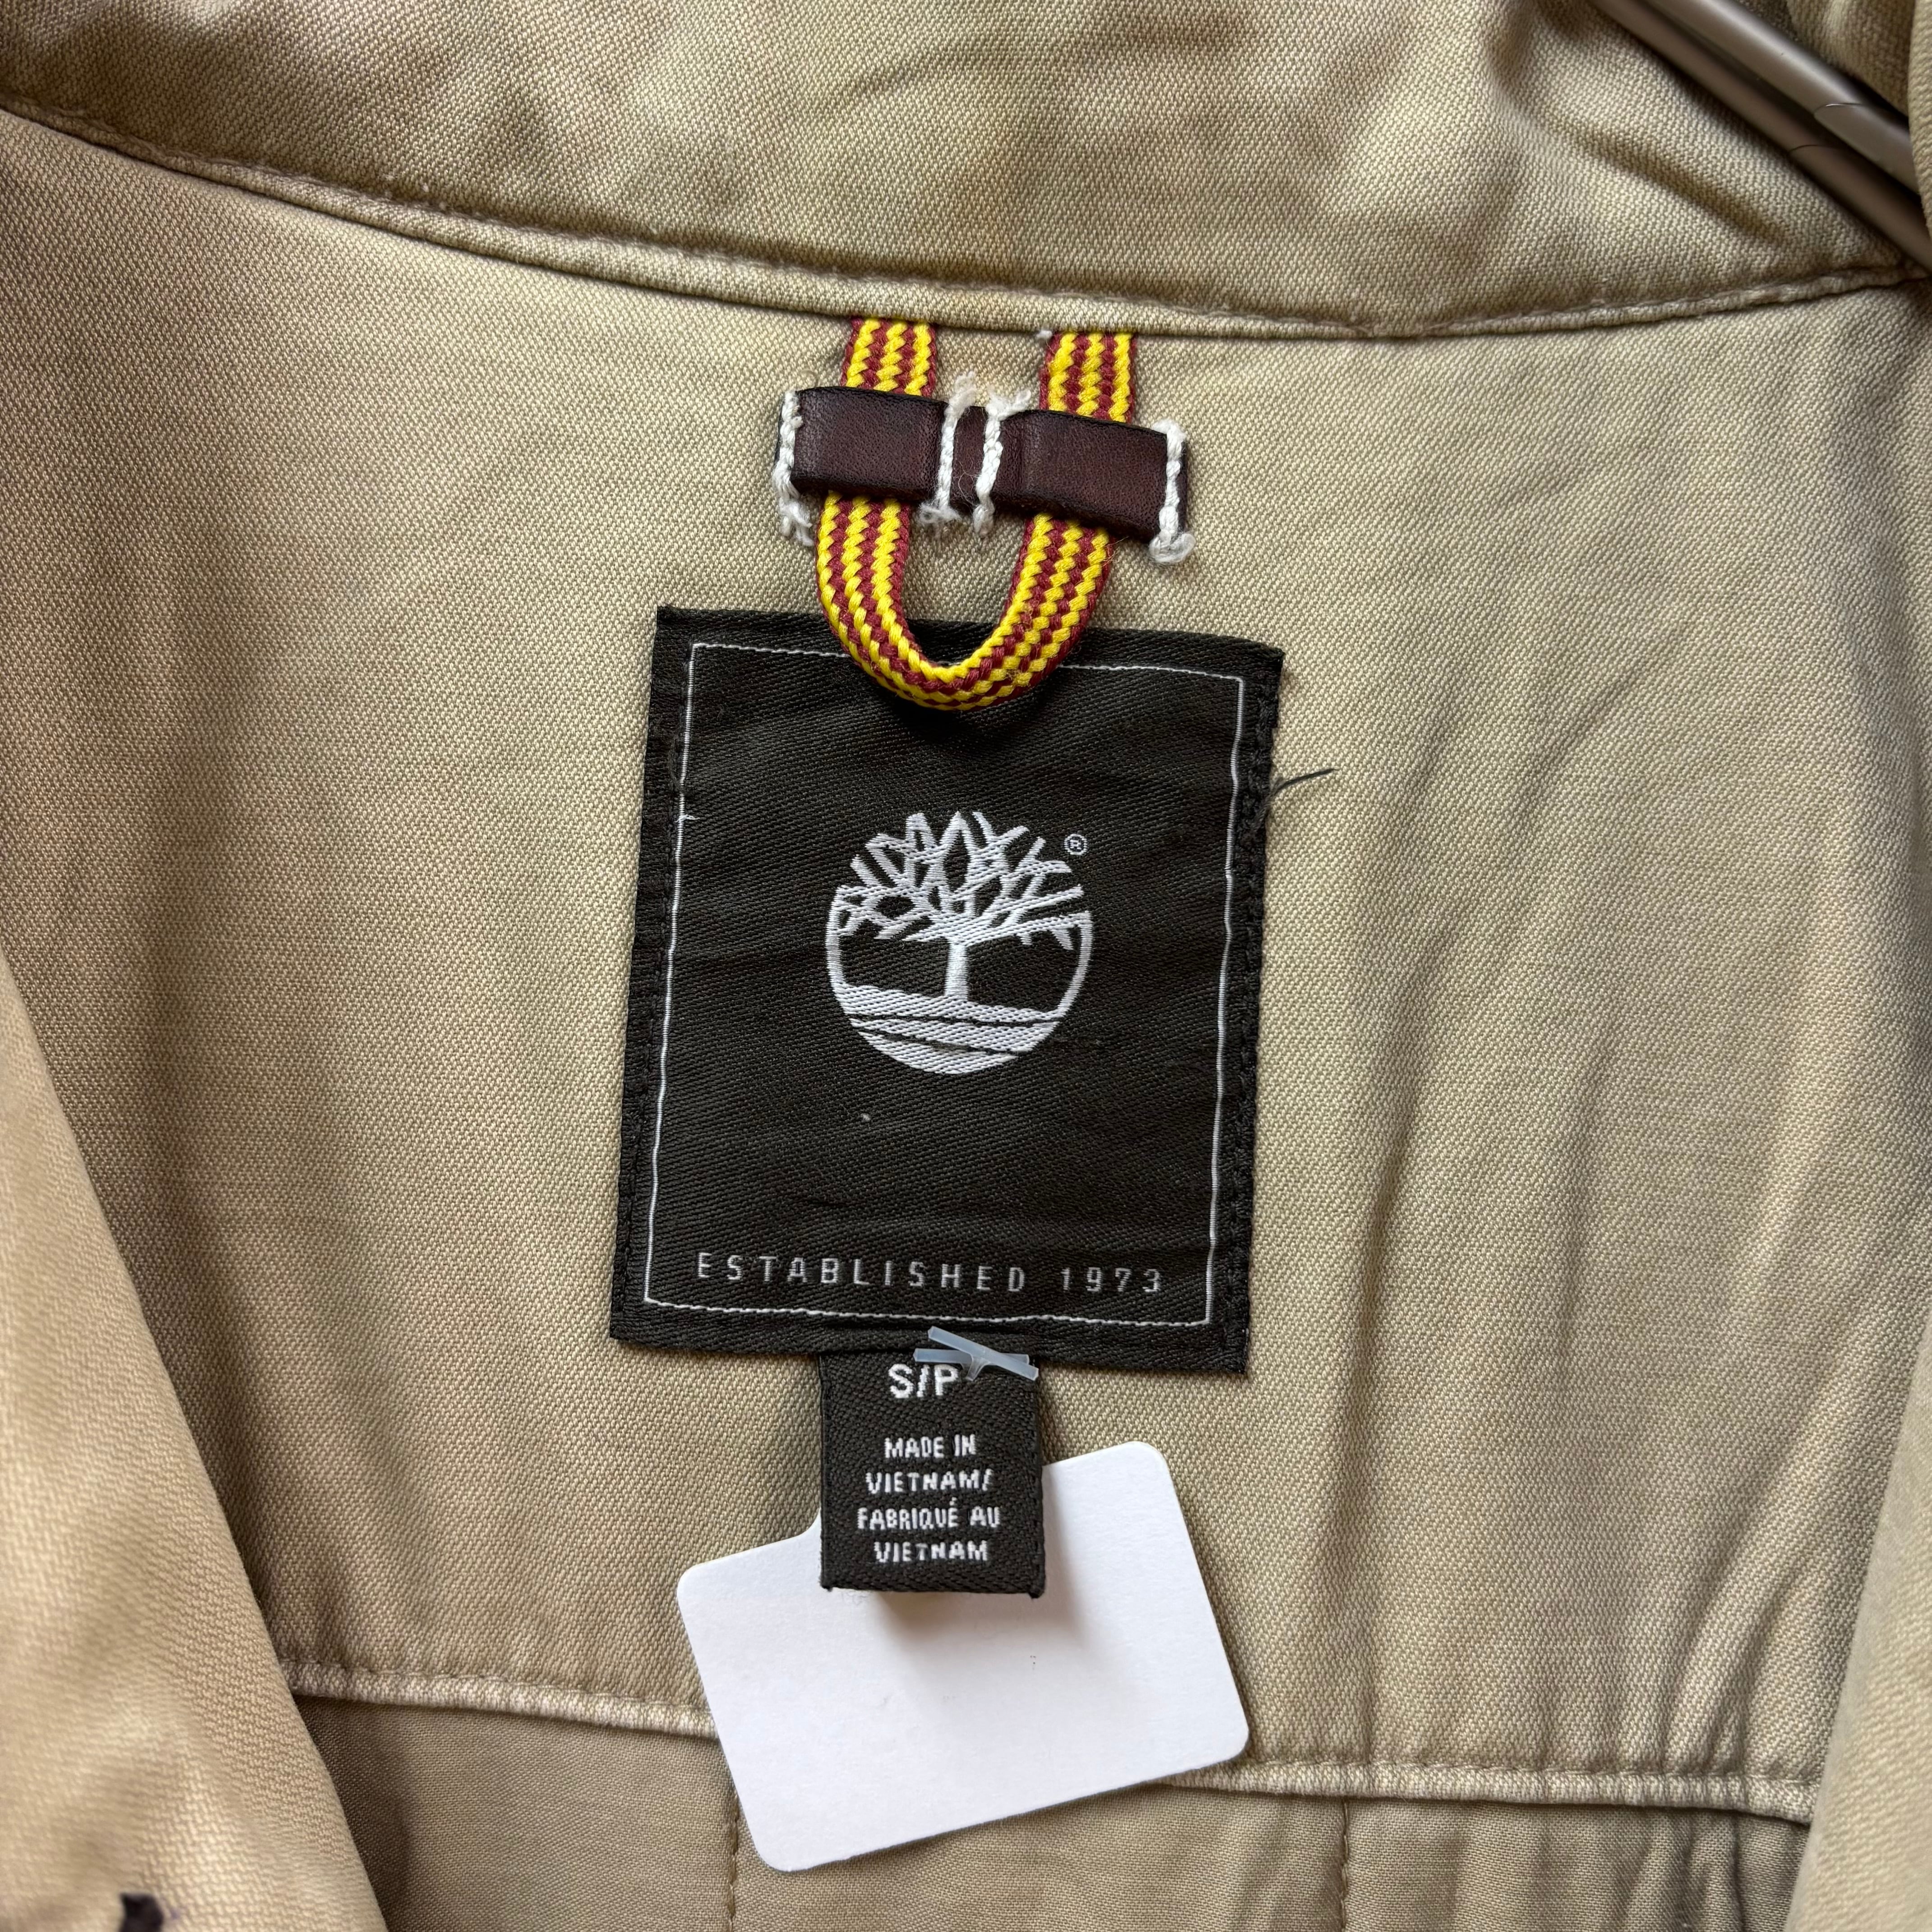 ®
ESTABLISHED 1973
S/P
MADE IN
VIETNAM/
FABRIQUÉ AU
VIETNAM